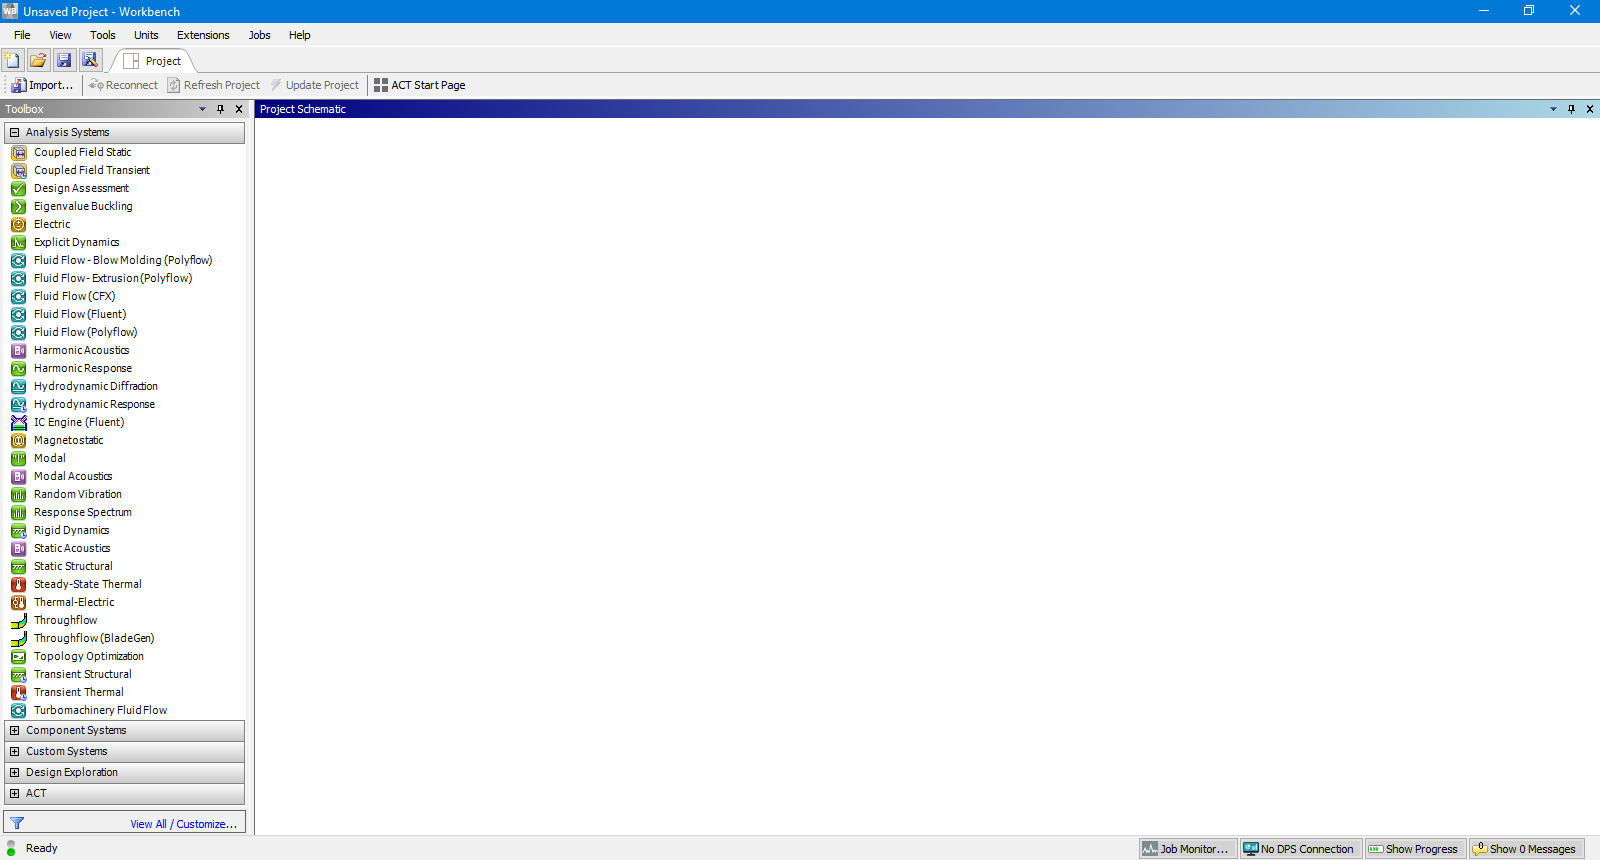 Unsaved Project - Workbench
File View Tools Units Extensions Jobs Help
Project
Import... Reconnect Refresh Project Update Project ACT Start Page
Toolbox
Project Schematic
Analysis Systems
Coupled Field Static
Coupled Field Transient
Design Assessment
Eigenvalue Buckling
Electric
Explicit Dynamics
Fluid Flow - Blow Molding (Polyflow)
Fluid Flow - Extrusion (Polyflow)
Fluid Flow (CFX)
Fluid Flow (Fluent)
Fluid Flow (Polyflow)
Harmonic Acoustics
Harmonic Response
Hydrodynamic Diffraction
Hydrodynamic Response
IC Engine (Fluent)
Magnetostatic
Modal
Modal Acoustics
Random Vibration
Response Spectrum
Rigid Dynamics
Static Acoustics
Static Structural
Steady-State Thermal
Thermal-Electric
Throughflow
Throughflow (BladeGen)
Topology Optimization
Transient Structural
Transient Thermal
Turbomachinery Fluid Flow
Component Systems
Custom Systems
Design Exploration
ACT
View All / Customize...
Ready
Job Monitor... No DPS Connection Show Progress Show 0 Messages